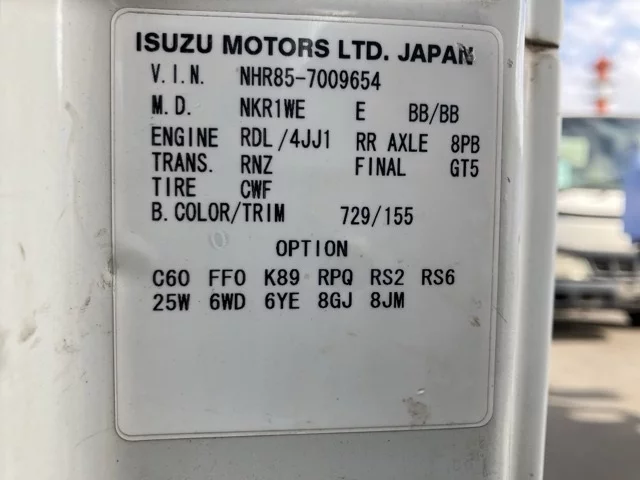 ISUZU MOTORS LTD. JAPAN
V.I.N. NHR85-7009654
M.D. NKR1WE E BB/BB
ENGINE RDL/4JJ1 RR AXLE 8PB
TRANS. RNZ FINAL GT5
TIRE CWF
B.COLOR/TRIM 729/155
OPTION
C60 FF0 K89 RPQ RS2 RS6
25W 6WD 6YE 8GJ 8JM